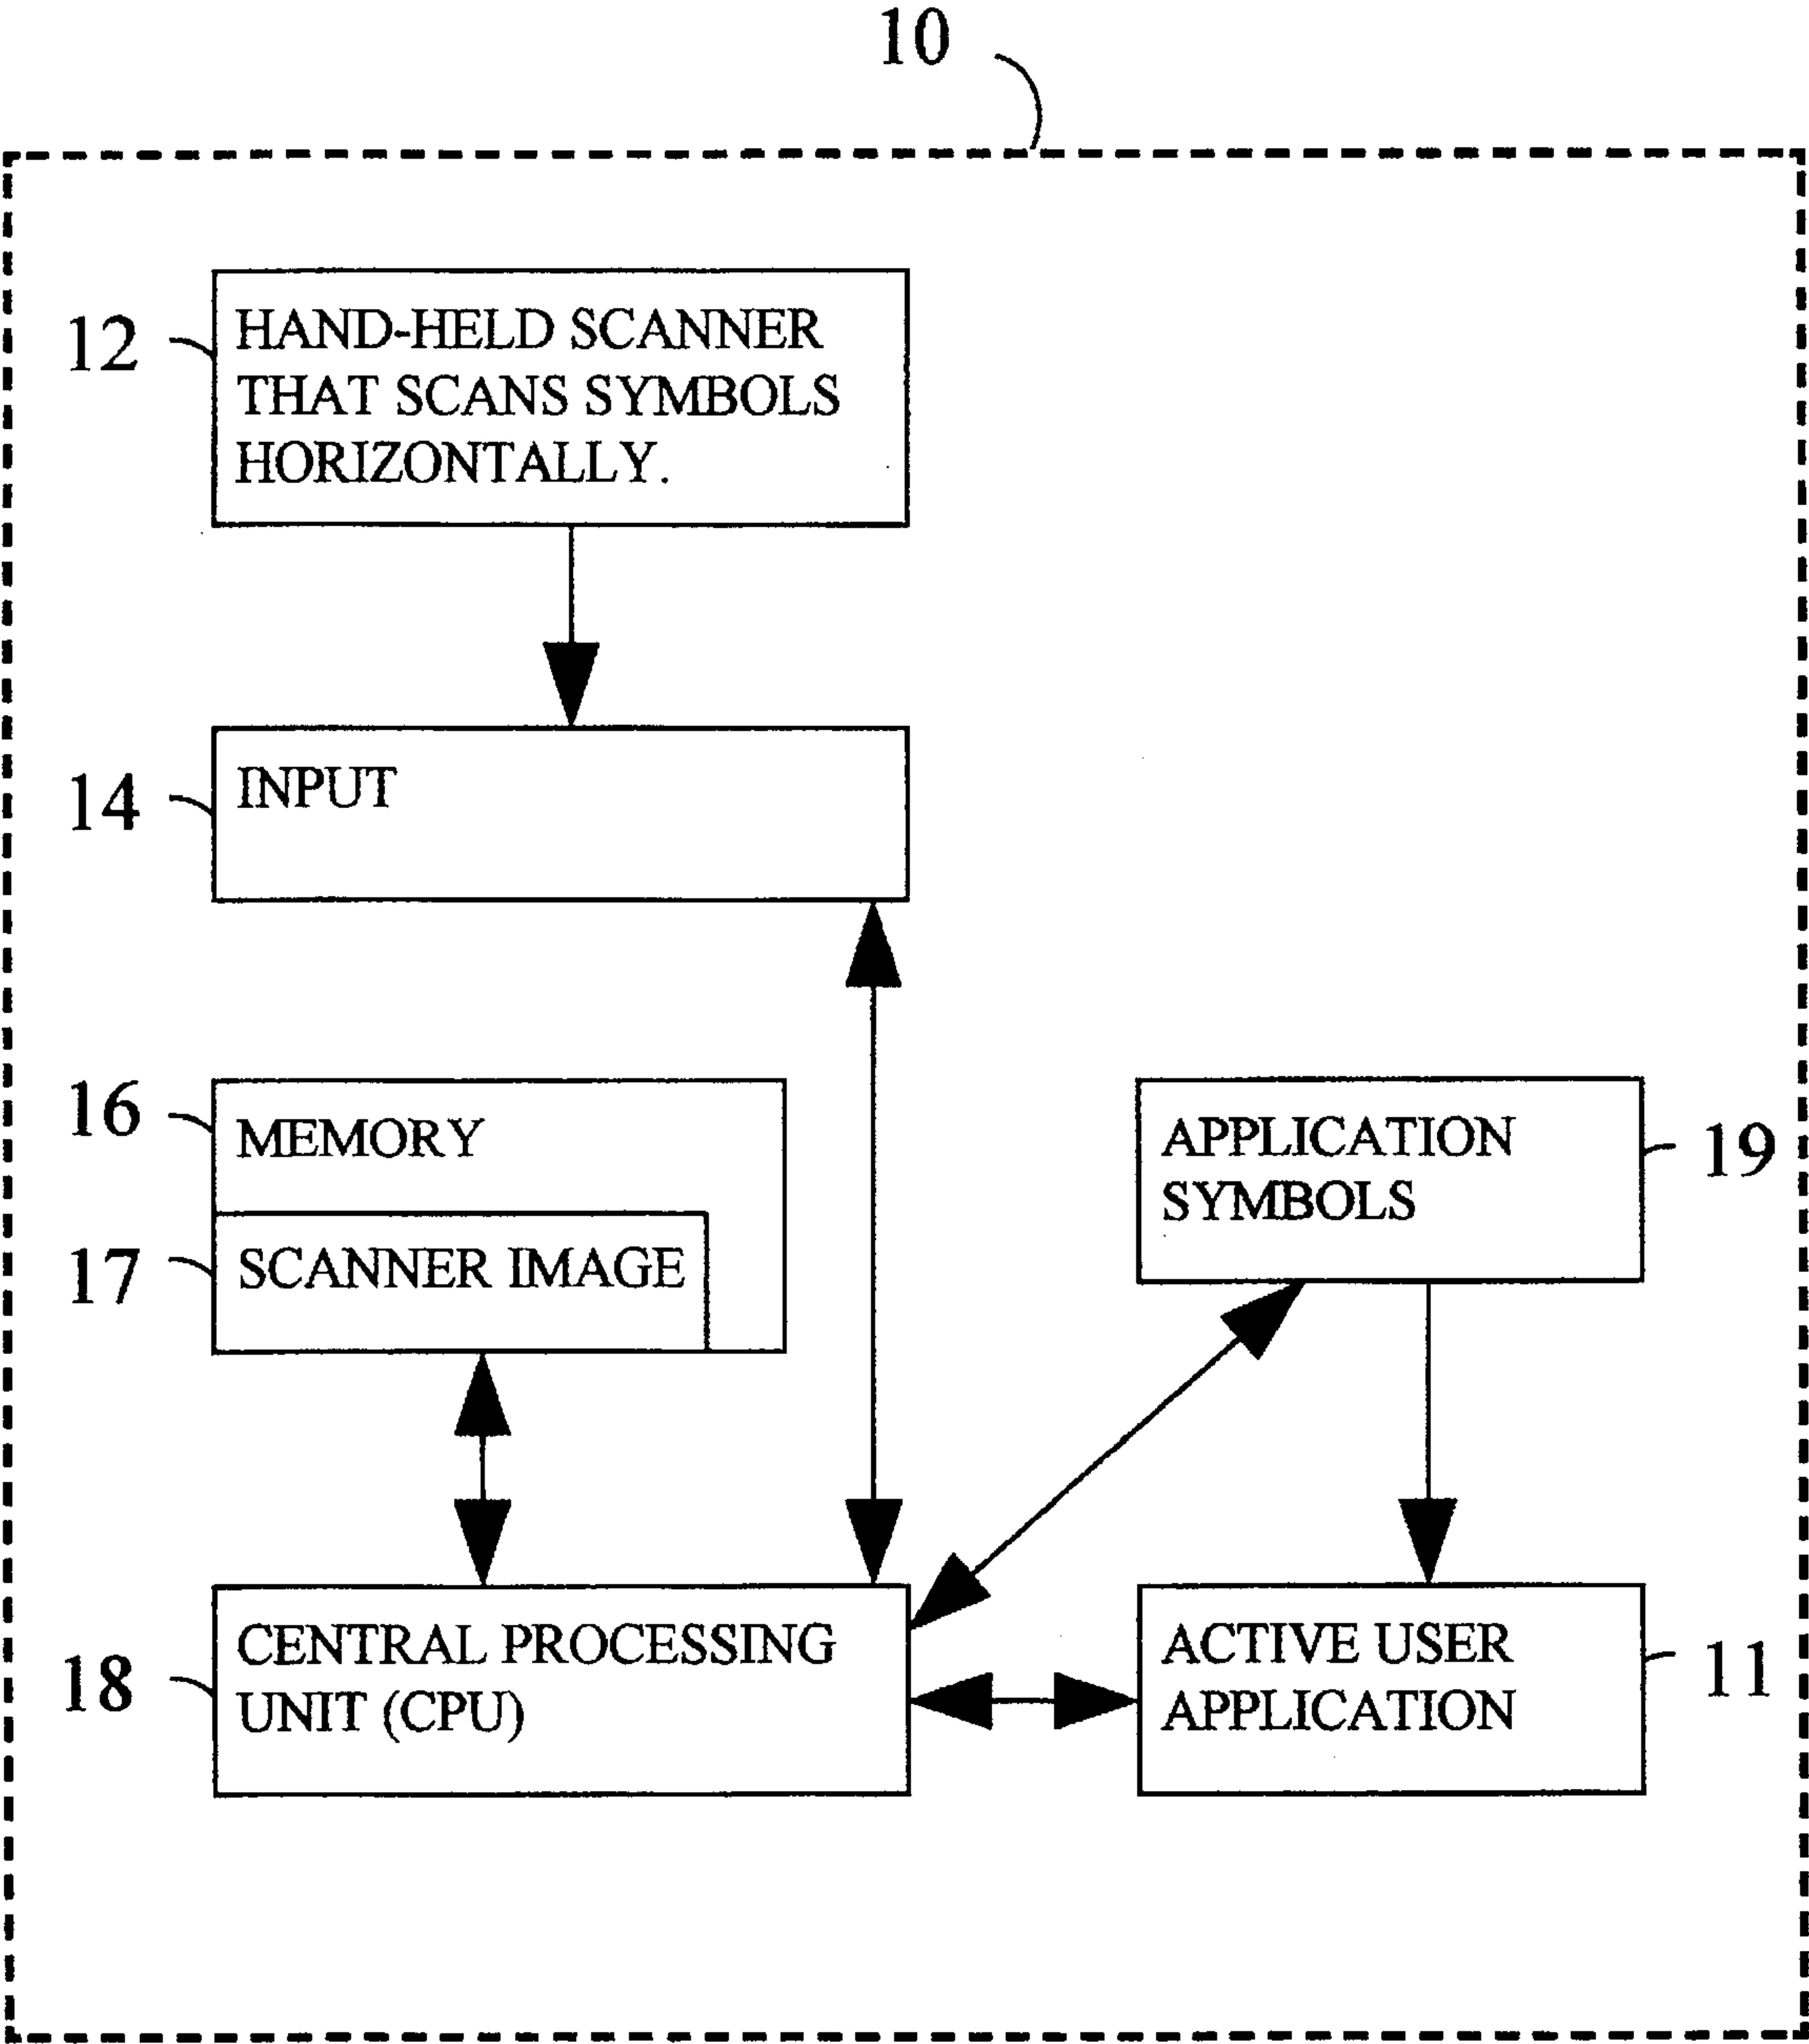 10
12
HAND-HELD SCANNER
THAT SCANS SYMBOLS
HORIZONTALLY.
14
INPUT
16
MEMORY
17
SCANNER IMAGE
APPLICATION
SYMBOLS
19
18
CENTRAL PROCESSING
UNIT (CPU)
ACTIVE USER
APPLICATION
11